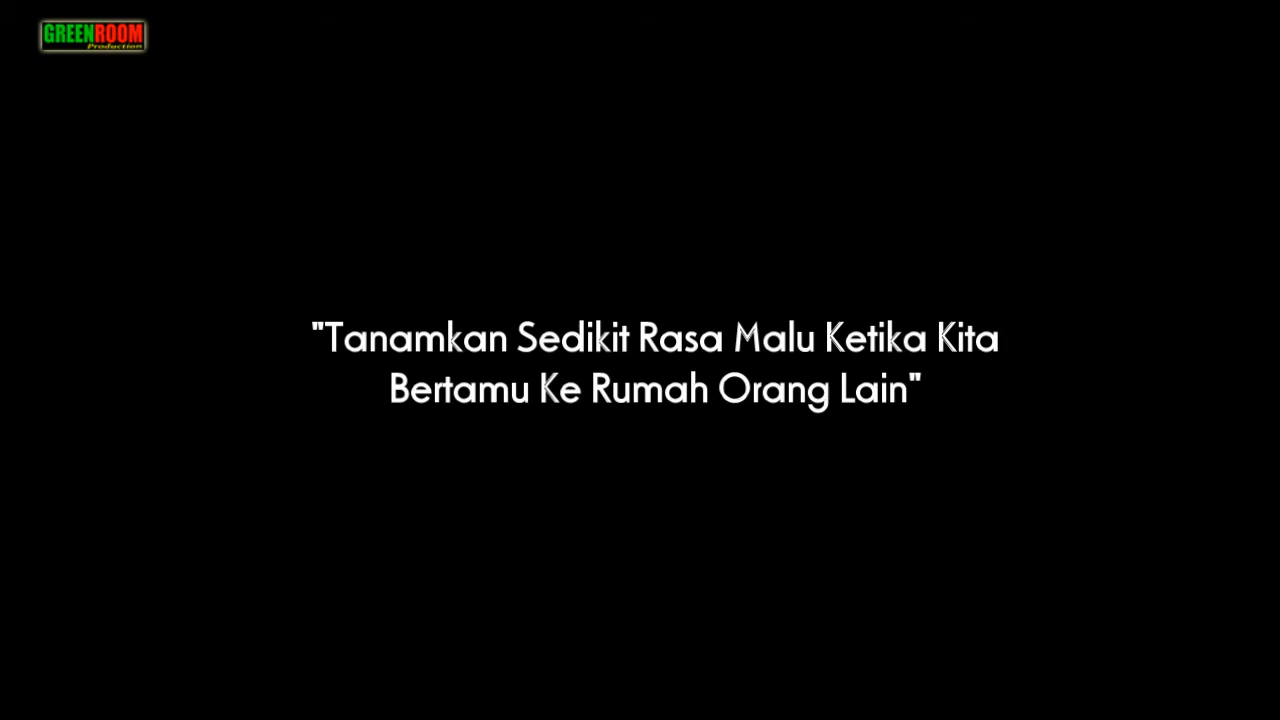 GREENROOM
Production
"Tanamkan Sedikit Rasa Malu Ketika Kita
Bertamu Ke Rumah Orang Lain"